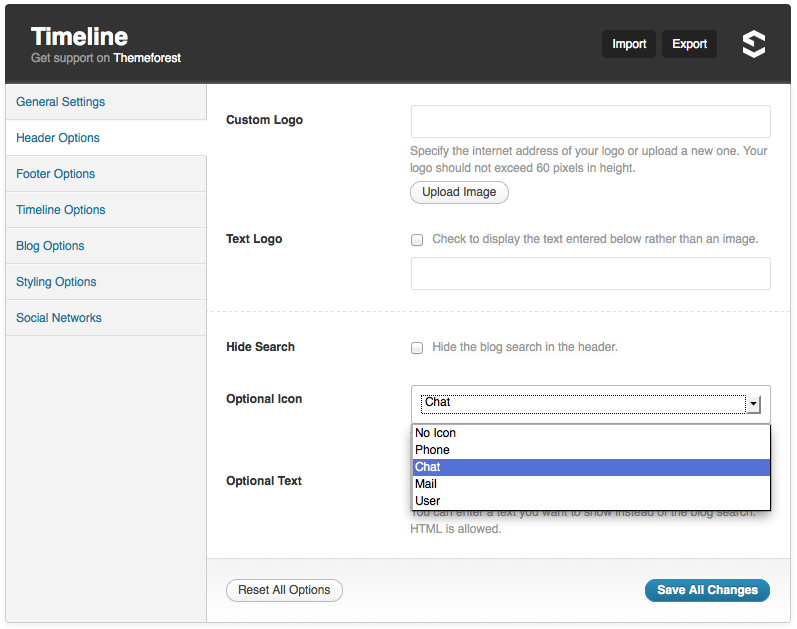 Timeline
Get support on Themeforest
Import
Export
General Settings
Header Options
Footer Options
Timeline Options
Blog Options
Styling Options
Social Networks
Custom Logo
Specify the internet address of your logo or upload a new one. Your
logo should not exceed 60 pixels in height.
Upload Image
Text Logo
Check to display the text entered below rather than an image.
Hide Search
Hide the blog search in the header.
Optional Icon
Chat
No Icon
Phone
Chat
Mail
User
Optional Text
You can enter a text you want to show instead of the blog search.
HTML is allowed.
Reset All Options
Save All Changes